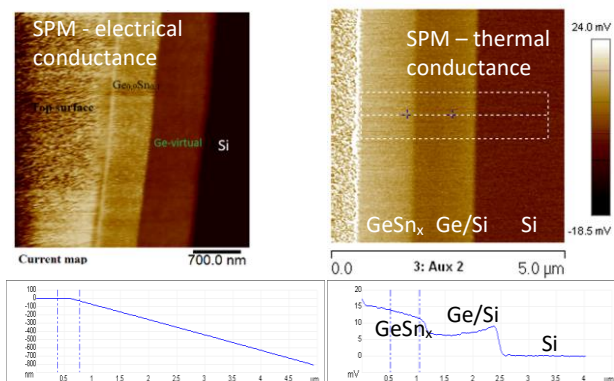 SPM - electrical
conductance
Ge0.9Sn0.1
Top surface
Ge-virtual
Si
Current map
700.0 nm
SPM – thermal
conductance
24.0 mV
-18.5 mV
GeSnₓ Ge/Si Si
0.0 3: Aux 2 5.0 µm
100
0
-100
-200
-300
-400
-500
-600
-700
-800
nm
0.5 1 1.5 2 2.5 3 3.5 4 4.5 µm
20
15
10
5
0
mV
GeSnₓ
Ge/Si
Si
0.5 1 1.5 2 2.5 3 3.5 4 µm